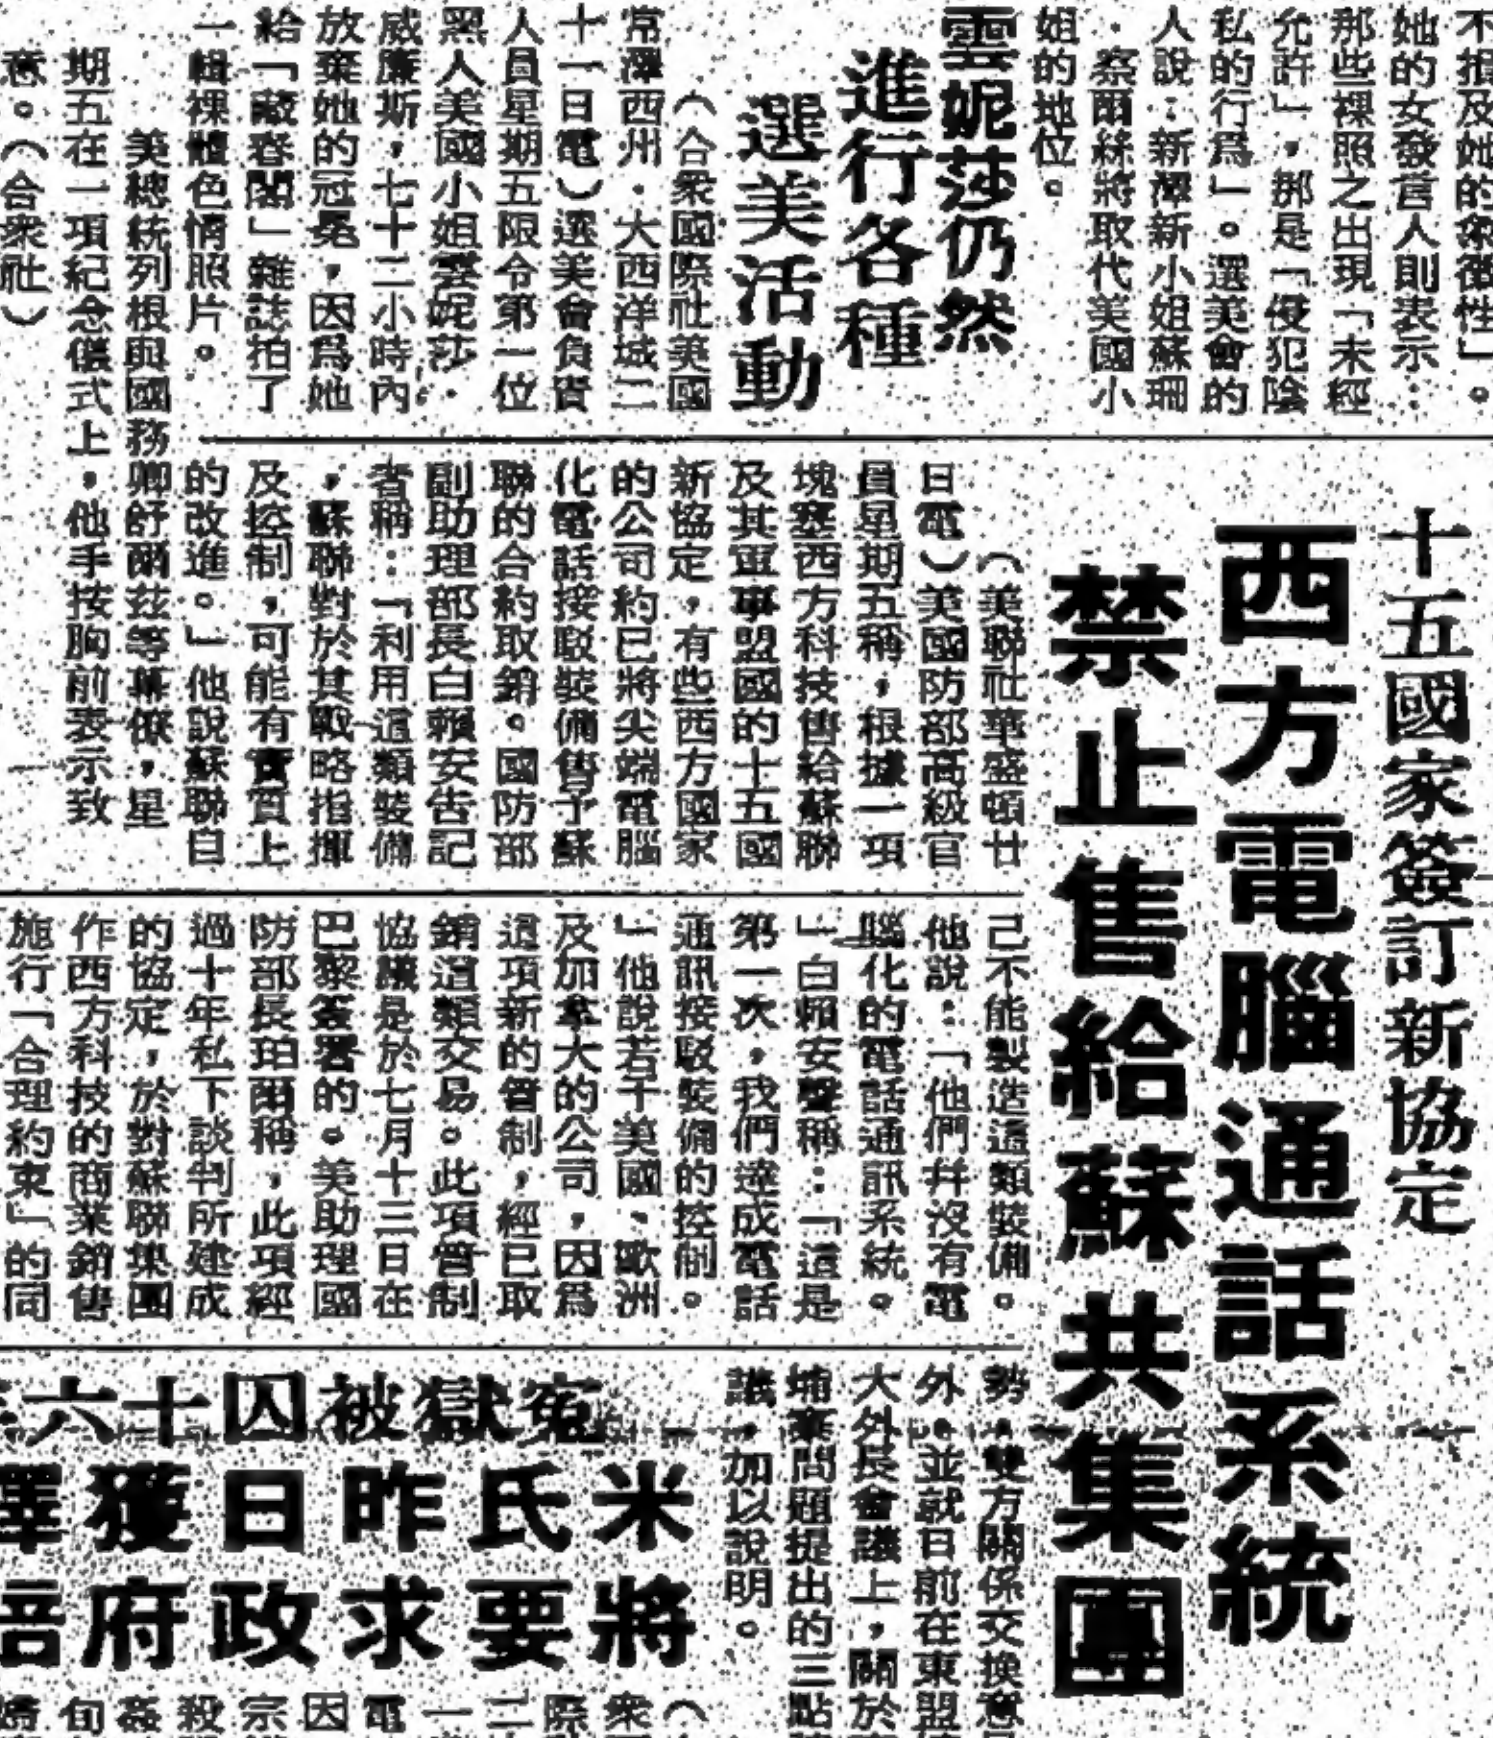 不損及她的象徵性」。
她的女發言人則表示：
那些裸照之出現「未經
允許」，那是「侵犯陰
私的行爲」。選美會的
人說：新澤新小姐蘇珊
．察爾絲將取代美國小
姐的地位。
雲妮莎仍然
進行各種
選美活動
（合衆國際社美國
常澤西州．大西洋城二
十一日電）選美會負責
人員星期五限令第一位
黑人美國小姐雲妮莎．
威廉斯，七十二小時內
放棄她的冠冕，因爲她
給「藏春閣」雜誌拍了
一輯裸體色情照片。
美總統列根與國務卿舒爾茲等幕僚，星
期五在一項紀念儀式上，他手按胸前表示致
意。（合衆社）
十五國家簽訂新協定
西方電腦通話系統
禁止售給蘇共集團
（美聯社華盛頓廿
日電）美國防部高級官
員星期五稱，根據一項
塊塞西方科技售給蘇聯
及其軍事盟國的十五國
新協定，有些西方國家
的公司約已將尖端電腦
化電話接駁裝備售予蘇
聯的合約取銷。國防部
副助理部長白賴安告記
者稱：「利用這類裝備
，蘇聯對於其戰略指揮
及控制，可能有實質上
的改進。」他說蘇聯自
己不能製造這類裝備。
他說：「他們幷沒有電
腦化的電話通訊系統。
」白賴安聲稱：「這是
第一次，我們達成電話
通訊接駁裝備的控制。
」他說若干美國、歐洲
及加拿大的公司，因爲
這項新的管制，經已取
銷這類交易。此項管制
協議是於七月十三日在
巴黎簽署的。美助理國
防部長珀爾稱，此項經
過十年私下談判所建成
的協定，於對蘇聯集團
作西方科技的商業銷售
施行「合理約束」的同
勢，雙方關係交換意
外，並就日前在東盟
大外長會議上，關於
埔寨問題提出的三點
議，加以說明。
冤獄被囚十六
米氏昨日獲釋
將要求政府賠
（
衆
際
二
一
電
因
宗
殺
姦
旬